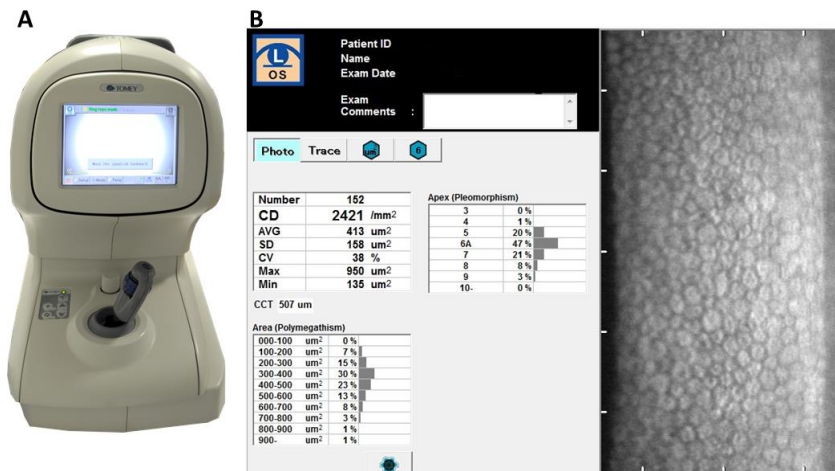 A
TOMEY
B
L
OS
Patient ID
Name
Exam Date
Exam
Comments :
Photo Trace um 6
Number 152
CD 2421 /mm2
AVG 413 um2
SD 158 um2
CV 38 %
Max 950 um2
Min 135 um2
CCT 507 um
Apex (Pleomorphism)
3 0 %
4 1 %
5 20 %
6A 47 %
7 21 %
8 8 %
9 3 %
10- 0 %
Area (Polymegathism)
000-100 um2 0 %
100-200 um2 7 %
200-300 um2 15 %
300-400 um2 30 %
400-500 um2 23 %
500-600 um2 13 %
600-700 um2 8 %
700-800 um2 3 %
800-900 um2 1 %
900- um2 1 %